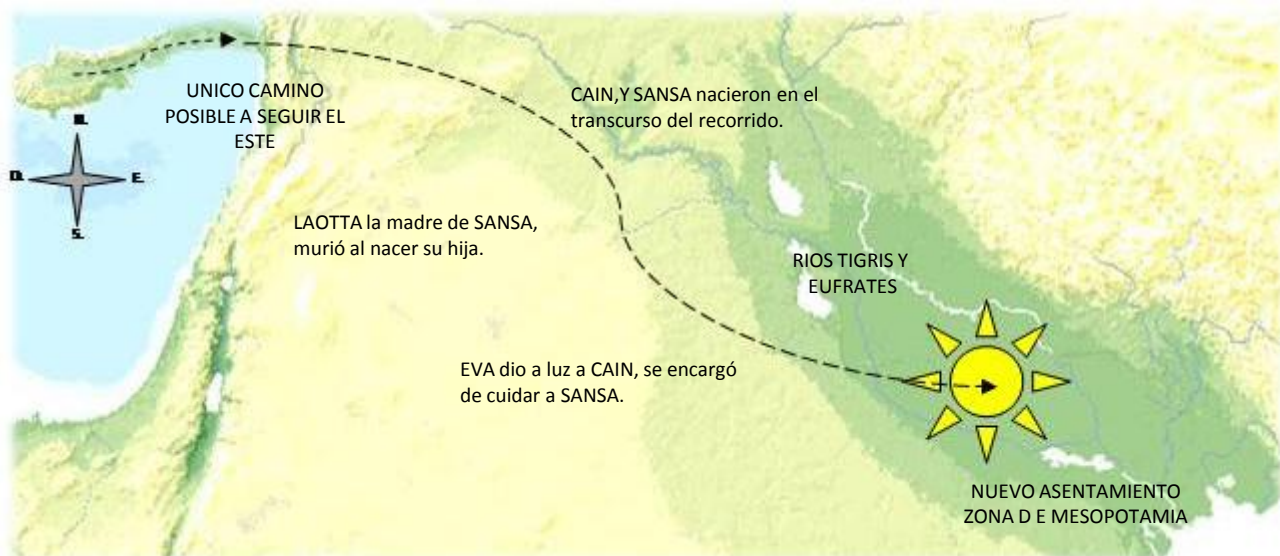 UNICO CAMINO
POSIBLE A SEGUIR EL
ESTE
N.
O. E.
S.
CAIN,Y SANSA nacieron en el
transcurso del recorrido.
LAOTTA la madre de SANSA,
murió al nacer su hija.
RIOS TIGRIS Y
EUFRATES
EVA dio a luz a CAIN, se encargó
de cuidar a SANSA.
NUEVO ASENTAMIENTO
ZONA D E MESOPOTAMIA